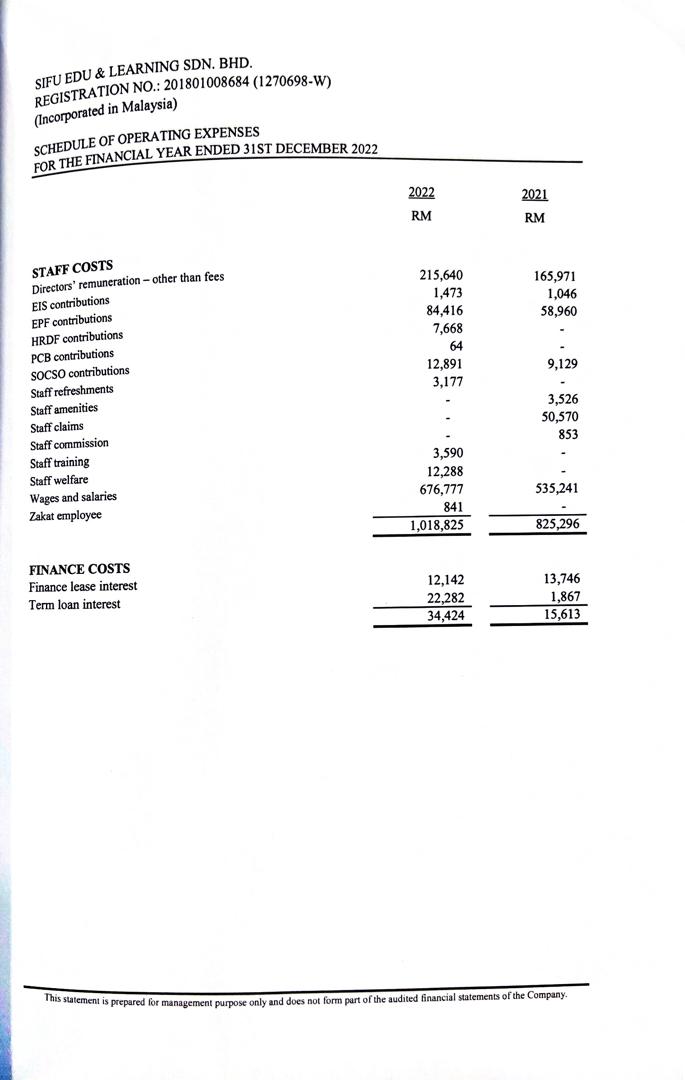 SIFU EDU & LEARNING SDN. BHD.
REGISTRATION NO.: 201801008684 (1270698-W)
(Incorporated in Malaysia)
SCHEDULE OF OPERATING EXPENSES
FOR THE FINANCIAL YEAR ENDED 31ST DECEMBER 2022
2022 2021
RM RM
STAFF COSTS
Directors' remuneration – other than fees 215,640 165,971
EIS contributions 1,473 1,046
EPF contributions 84,416 58,960
HRDF contributions 7,668 -
PCB contributions 64 -
SOCSO contributions 12,891 9,129
Staff refreshments 3,177 -
Staff amenities - 3,526
Staff claims - 50,570
Staff commission - 853
Staff training 3,590 -
Staff welfare 12,288 -
Wages and salaries 676,777 535,241
Zakat employee 841 -
1,018,825 825,296
FINANCE COSTS
Finance lease interest 12,142 13,746
Term loan interest 22,282 1,867
34,424 15,613
This statement is prepared for management purpose only and does not form part of the audited financial statements of the Company.